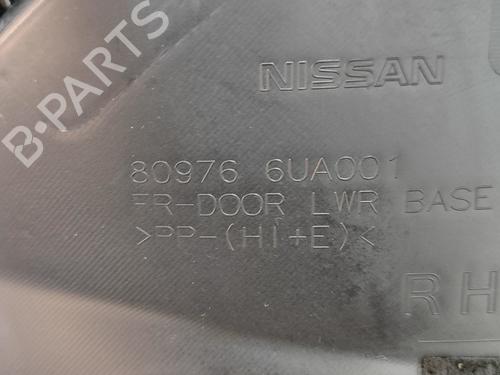 B-PARTS
NISSAN
80976 6UA001
FR-DOOR LWR BASE
>PP-(HI+E)<
RH